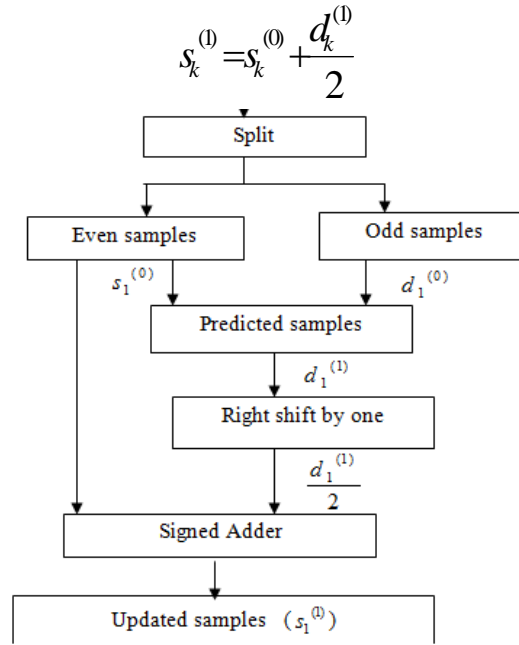 s_k^(1) = s_k^(0) + d_k^(1)/2
Split
Even samples
Odd samples
s_1^(0)
d_1^(0)
Predicted samples
d_1^(1)
Right shift by one
d_1^(1)/2
Signed Adder
Updated samples (s_1^(1))